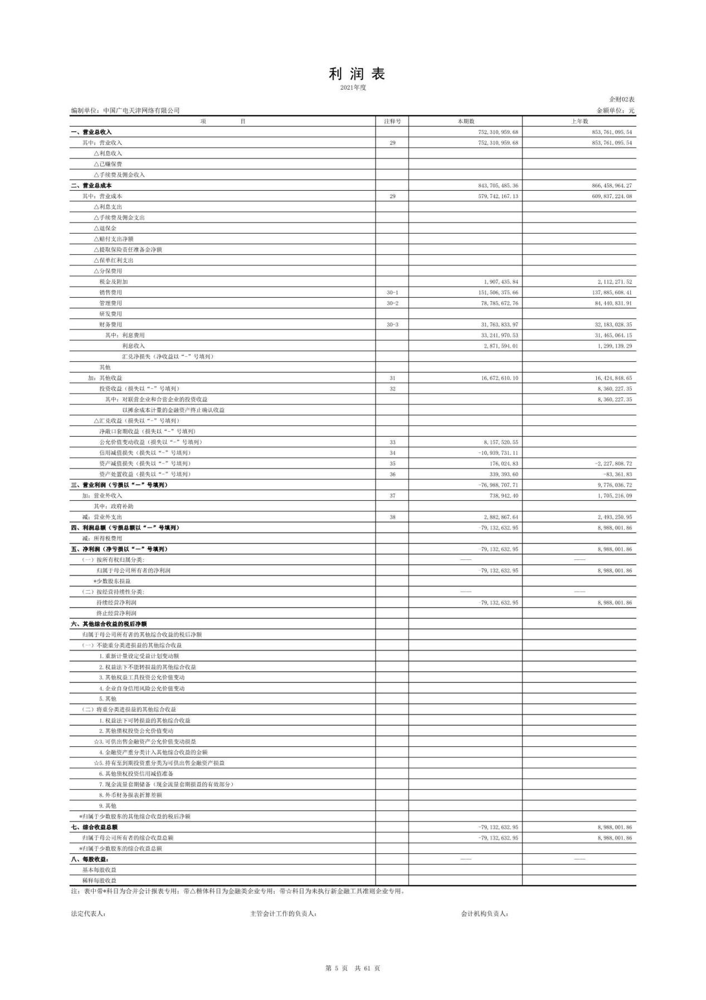 利 润 表
2021年度
企财02表
编制单位：中国广电天津网络有限公司 金额单位：元
项 目 注释号 本期数 上年数
一、营业总收入 752,310,959.68 853,761,095.54
其中：营业收入 29 752,310,959.68 853,761,095.54
△利息收入
△已赚保费
△手续费及佣金收入
二、营业总成本 843,705,485.36 866,458,964.27
其中：营业成本 29 579,742,167.13 609,837,224.08
△利息支出
△手续费及佣金支出
△退保金
△赔付支出净额
△提取保险责任准备金净额
△保单红利支出
△分保费用
税金及附加 1,907,435.84 2,112,271.52
销售费用 30-1 151,506,375.66 137,885,608.41
管理费用 30-2 78,785,672.76 84,440,831.91
研发费用
财务费用 30-3 31,763,833.97 32,183,028.35
其中：利息费用 33,241,970.53 31,465,064.15
利息收入 2,871,594.01 1,299,139.29
汇兑净损失（净收益以“-”号填列）
其他
加：其他收益 31 16,672,610.10 16,424,848.65
投资收益（损失以“-”号填列） 32 8,360,227.35
其中：对联营企业和合营企业的投资收益 8,360,227.35
以摊余成本计量的金融资产终止确认收益
△汇兑收益（损失以“-”号填列）
净敞口套期收益（损失以“-”号填列）
公允价值变动收益（损失以“-”号填列） 33 8,157,520.55
信用减值损失（损失以“-”号填列） 34 -10,939,731.11
资产减值损失（损失以“-”号填列） 35 176,024.83 -2,227,808.72
资产处置收益（损失以“-”号填列） 36 339,393.60 -83,361.83
三、营业利润（亏损以“－”号填列） -76,988,707.71 9,776,036.72
加：营业外收入 37 738,942.40 1,705,216.09
其中：政府补助
减：营业外支出 38 2,882,867.64 2,493,250.95
四、利润总额（亏损总额以“－”号填列） -79,132,632.95 8,988,001.86
减：所得税费用
五、净利润（净亏损以“－”号填列） -79,132,632.95 8,988,001.86
（一）按所有权归属分类： —— ——
归属于母公司所有者的净利润 -79,132,632.95 8,988,001.86
*少数股东损益
（二）按经营持续性分类： —— ——
持续经营净利润 -79,132,632.95 8,988,001.86
终止经营净利润
六、其他综合收益的税后净额
归属于母公司所有者的其他综合收益的税后净额
（一）不能重分类进损益的其他综合收益
1.重新计量设定受益计划变动额
2.权益法下不能转损益的其他综合收益
3.其他权益工具投资公允价值变动
4.企业自身信用风险公允价值变动
5.其他
（二）将重分类进损益的其他综合收益
1.权益法下可转损益的其他综合收益
2.其他债权投资公允价值变动
☆3.可供出售金融资产公允价值变动损益
4.金融资产重分类计入其他综合收益的金额
☆5.持有至到期投资重分类为可供出售金融资产损益
6.其他债权投资信用减值准备
7.现金流量套期储备（现金流量套期损益的有效部分）
8.外币财务报表折算差额
9.其他
*归属于少数股东的其他综合收益的税后净额
七、综合收益总额 -79,132,632.95 8,988,001.86
归属于母公司所有者的综合收益总额 -79,132,632.95 8,988,001.86
*归属于少数股东的综合收益总额
八、每股收益： —— ——
基本每股收益
稀释每股收益
注：表中带*科目为合并会计报表专用；带△楷体科目为金融类企业专用；带☆科目为未执行新金融工具准则企业专用。
法定代表人： 主管会计工作的负责人： 会计机构负责人：
第 5 页 共 61 页